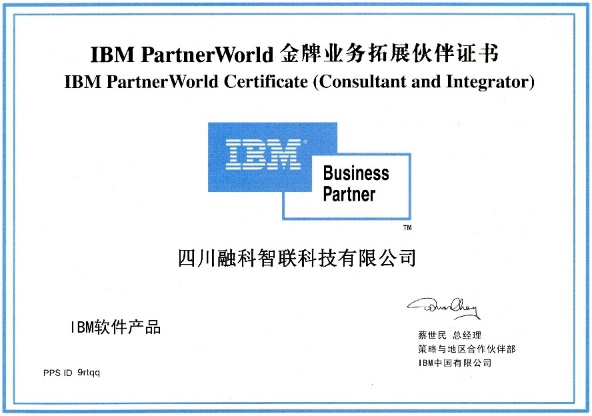 IBM PartnerWorld 金牌业务拓展伙伴证书
IBM PartnerWorld Certificate (Consultant and Integrator)
IBM®
Business
Partner
TM
四川融科智联科技有限公司
IBM软件产品
蔡世民 总经理
策略与地区合作伙伴部
IBM中国有限公司
PPS ID 9rtqq